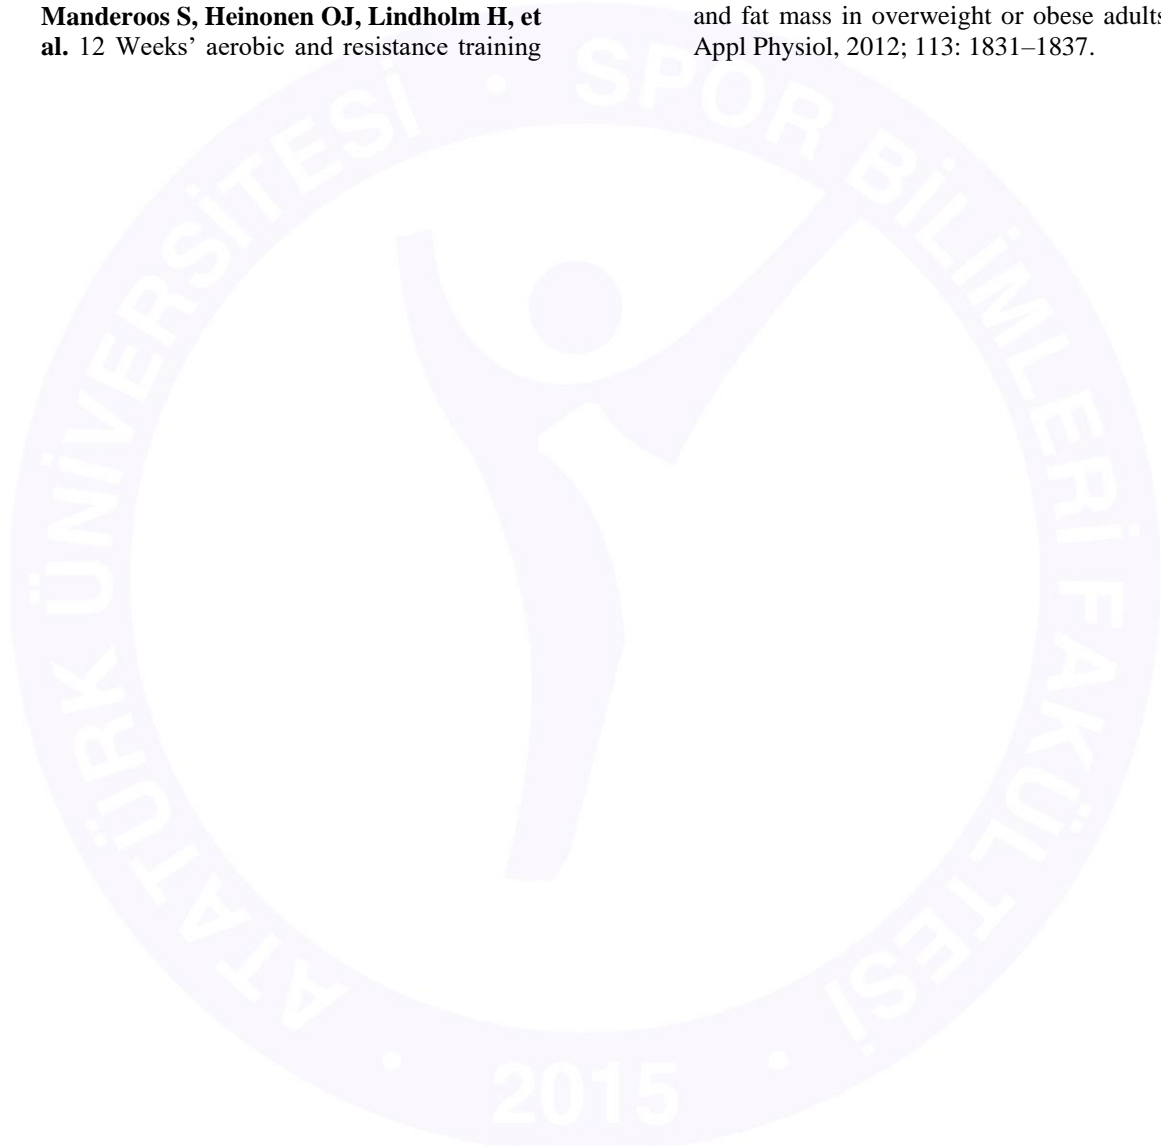 Manderoos S, Heinonen OJ, Lindholm H, et
al. 12 Weeks’ aerobic and resistance training
and fat mass in overweight or obese adults
Appl Physiol, 2012; 113: 1831–1837.
ATATÜRK ÜNİVERSİTESİ • SPOR BİLİMLERİ FAKÜLTESİ
• 2015 •